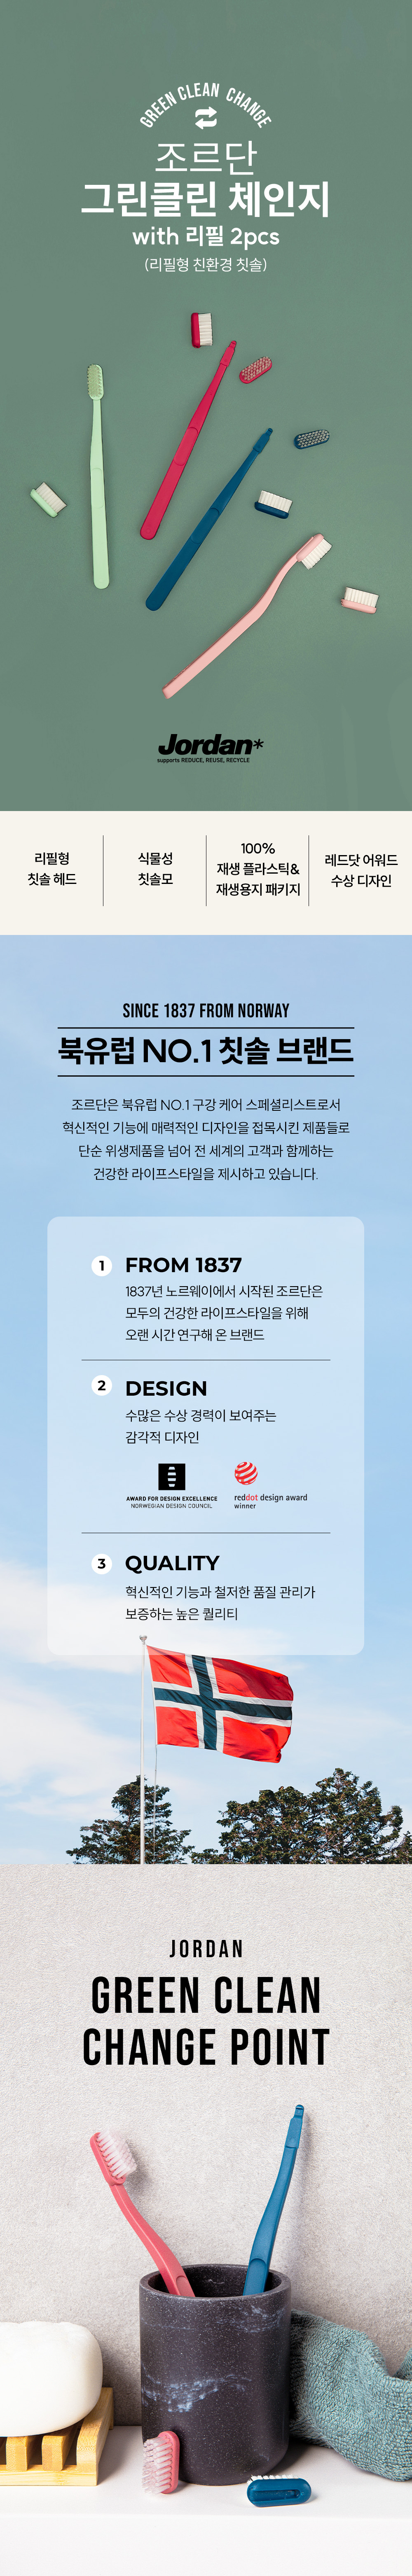 GREEN CLEAN CHANGE
조르단
그린클린 체인지
with 리필 2pcs
(리필형 친환경 칫솔)
Jordan*
supports REDUCE, REUSE, RECYCLE
리필형
칫솔 헤드
식물성
칫솔모
100%
재생 플라스틱&
재생용지 패키지
레드닷 어워드
수상 디자인
SINCE 1837 FROM NORWAY
북유럽 NO.1 칫솔 브랜드
조르단은 북유럽 NO.1 구강 케어 스페셜리스트로서
혁신적인 기능에 매력적인 디자인을 접목시킨 제품들로
단순 위생제품을 넘어 전 세계의 고객과 함께하는
건강한 라이프스타일을 제시하고 있습니다.
1 FROM 1837
1837년 노르웨이에서 시작된 조르단은
모두의 건강한 라이프스타일을 위해
오랜 시간 연구해 온 브랜드
2 DESIGN
수많은 수상 경력이 보여주는
감각적 디자인
AWARD FOR DESIGN EXCELLENCE
NORWEGIAN DESIGN COUNCIL
reddot design award
winner
3 QUALITY
혁신적인 기능과 철저한 품질 관리가
보증하는 높은 퀄리티
JORDAN
GREEN CLEAN
CHANGE POINT